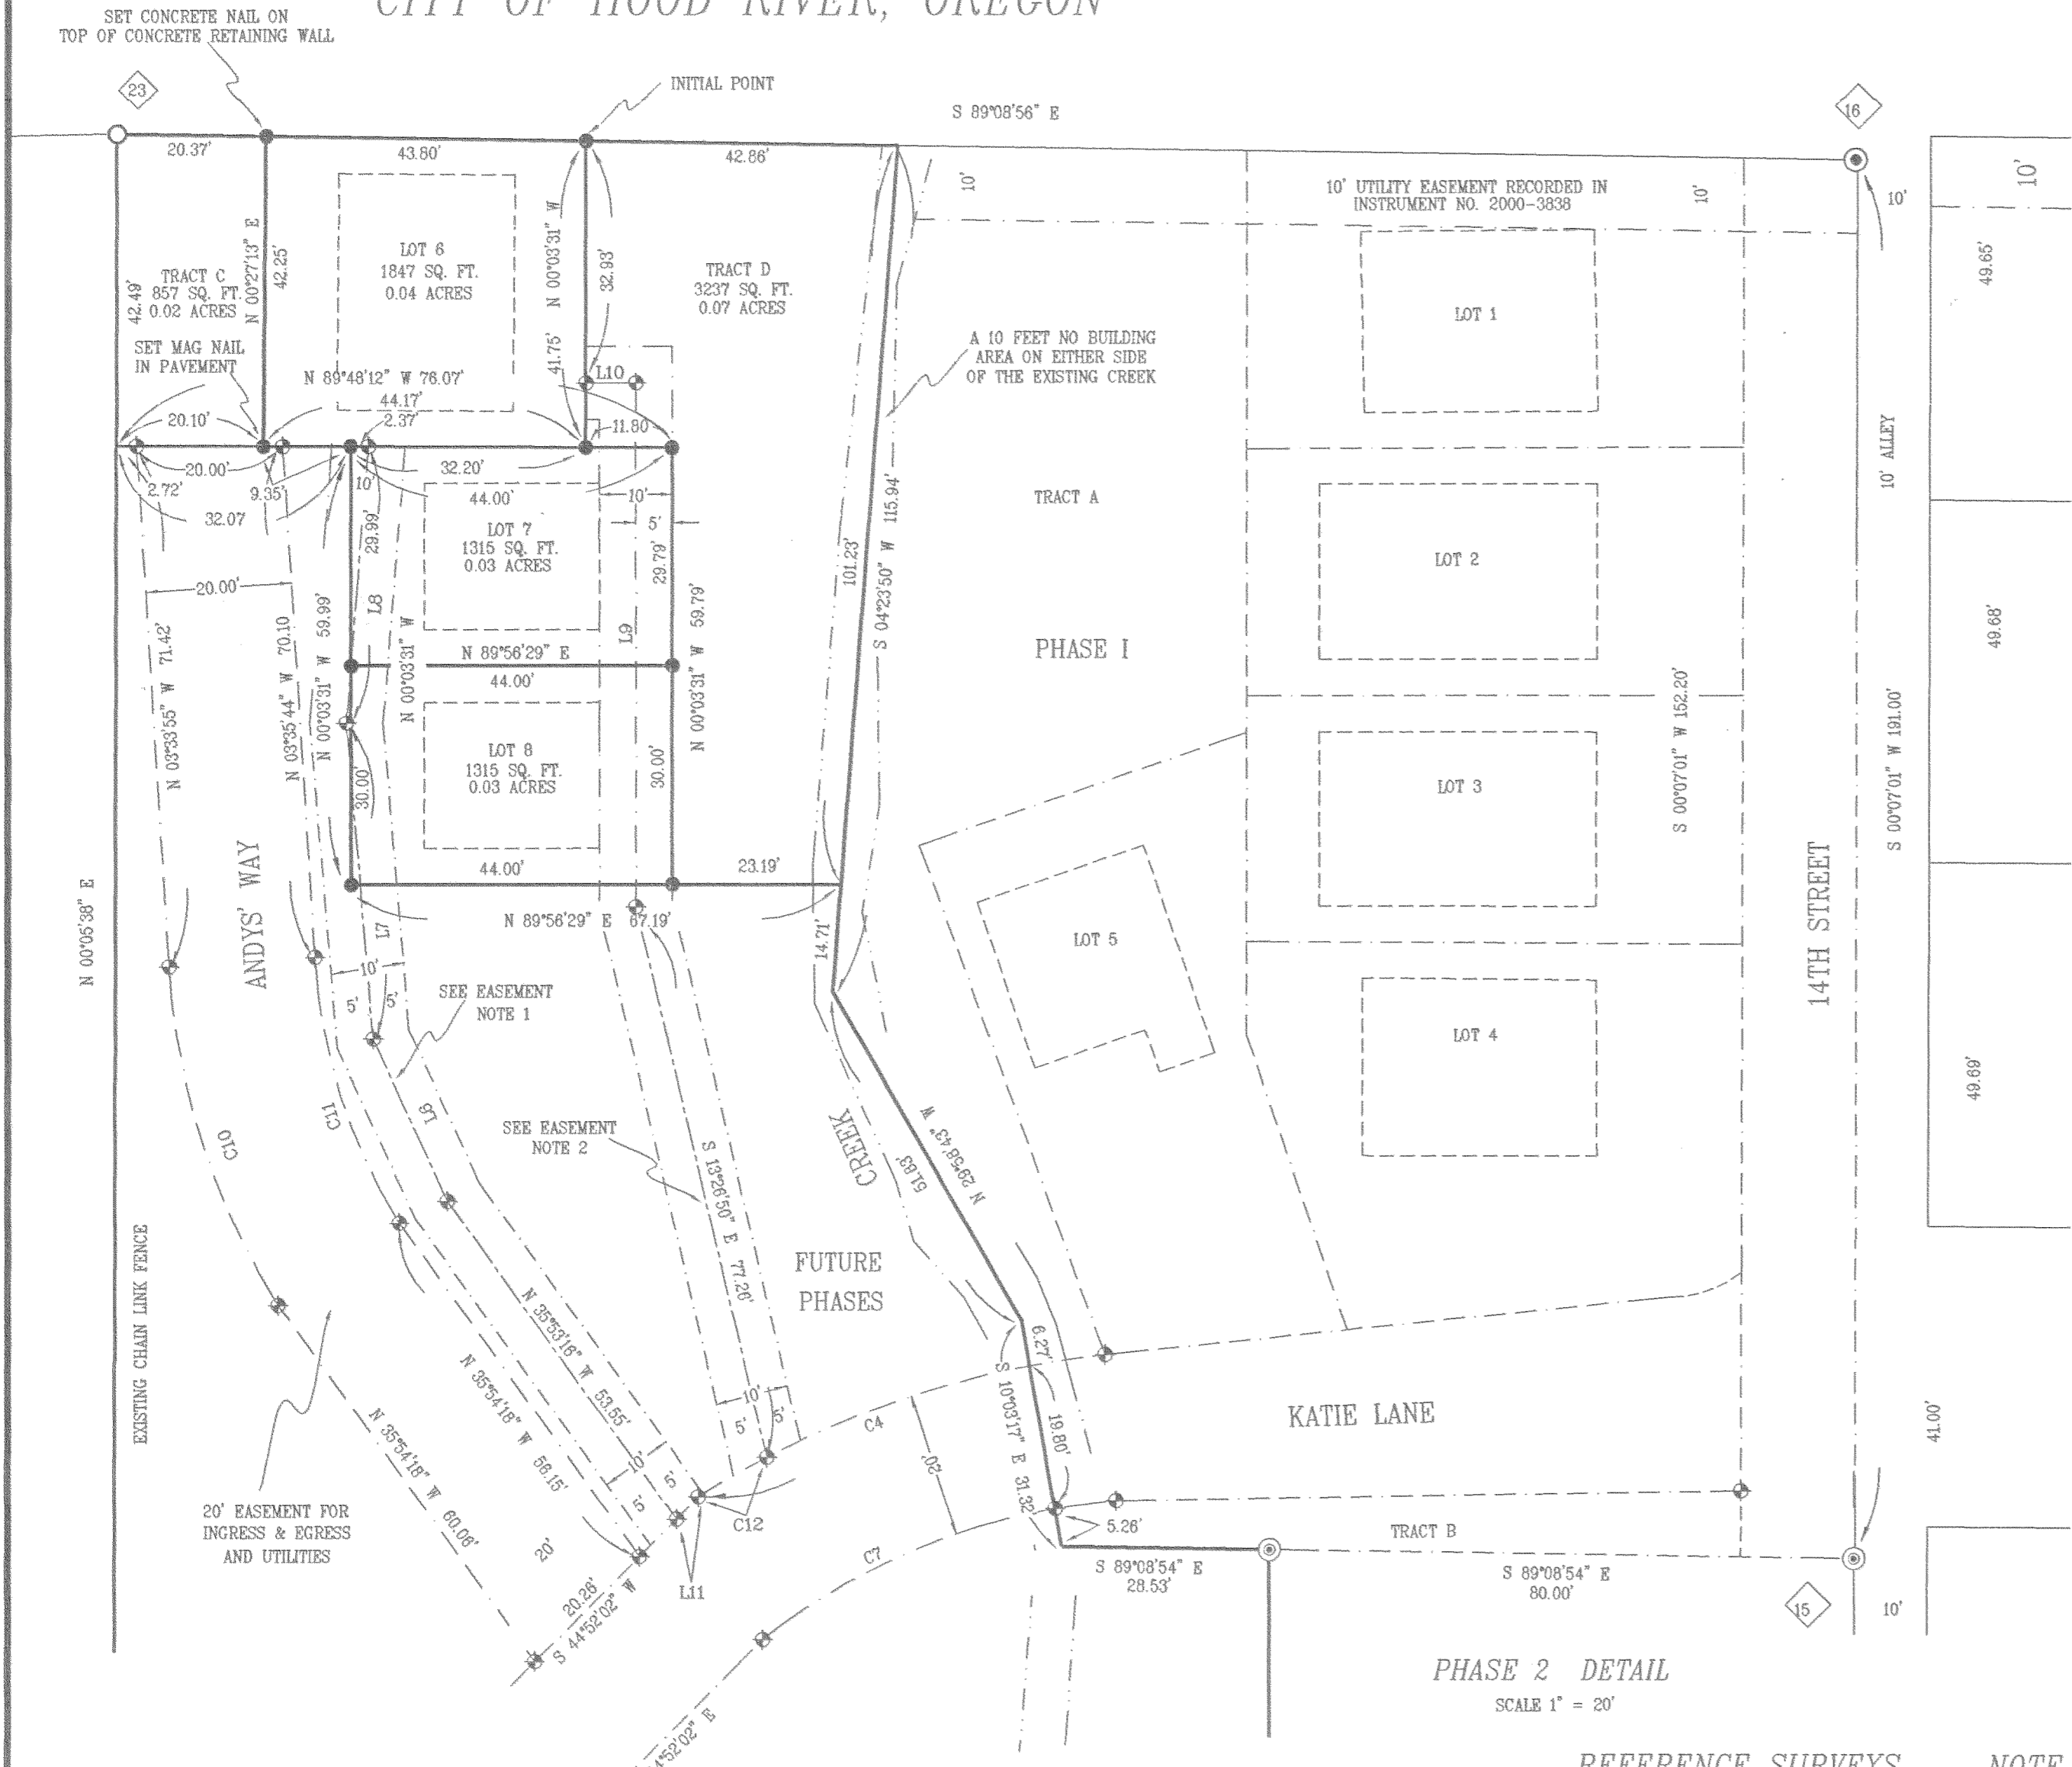 CITY OF HOOD RIVER, OREGON
SET CONCRETE NAIL ON
TOP OF CONCRETE RETAINING WALL
23
INITIAL POINT
S 89°08'56" E
16
20.37'
43.80'
42.86'
10'
10' UTILITY EASEMENT RECORDED IN
INSTRUMENT NO. 2000-3838
10'
10'
10'
LOT 6
1847 SQ. FT.
0.04 ACRES
TRACT C
857 SQ. FT.
0.02 ACRES
42.49'
N 00°27'13" E
42.25'
N 00°03'31" W
41.75'
32.93'
TRACT D
3237 SQ. FT.
0.07 ACRES
49.65'
LOT 1
SET MAG NAIL
IN PAVEMENT
A 10 FEET NO BUILDING
AREA ON EITHER SIDE
OF THE EXISTING CREEK
N 89°48'12" W 76.07'
L10
44.17'
2.37'
20.10'
11.80
20.00'
32.20'
2.72'
9.35'
10'
44.00'
10'
32.07
5'
10' ALLEY
TRACT A
LOT 7
1315 SQ. FT.
0.03 ACRES
29.99'
29.79'
101.23'
S 04°23'50" W 115.94'
LOT 2
20.00'
L8
L9
N 03°33'55" W 71.42'
N 03°35'44" W 70.10
N 00°03'31" W 59.99'
N 00°03'31" W
N 00°03'31" W 59.79'
49.68'
PHASE I
N 89°56'29" E
44.00'
LOT 8
1315 SQ. FT.
0.03 ACRES
30.00'
30.00'
S 00°07'01" W 152.20'
S 00°07'01" W 191.00'
LOT 3
44.00'
23.19'
N 89°56'29" E 67.19'
ANDYS' WAY
N 00°05'38" E
L7
14.71'
LOT 5
14TH STREET
10'
5'
5'
SEE EASEMENT
NOTE 1
LOT 4
49.69'
C10
C11
L6
SEE EASEMENT
NOTE 2
CREEK
51.83'
N 29°58'43" W
S 13°26'50" E 77.26'
FUTURE
PHASES
EXISTING CHAIN LINK FENCE
N 35°53'16" W 53.55'
N 35°54'18" W 56.15'
N 35°54'18" W 60.06'
6.27'
S 10°03'17" E 31.32'
19.80'
10'
5'
5'
C4
20'
KATIE LANE
41.00'
10'
5'
5'
20'
C12
C7
5.26'
TRACT B
20' EASEMENT FOR
INGRESS & EGRESS
AND UTILITIES
L11
20.26'
S 44°52'02" W
S 89°08'54" E
28.53'
S 89°08'54" E
80.00'
15
10'
PHASE 2 DETAIL
SCALE 1" = 20'
4°52'02" E
REFERENCE SURVEYS
NOTE